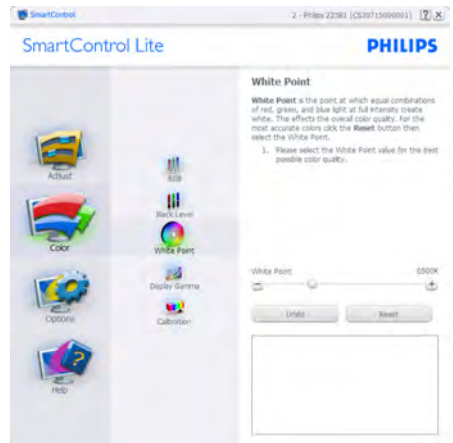 SmartControl
2 - Philips 225B1
? X
SmartControl Lite
PHILIPS
Adjust
Color
Options
Help
RGB
Black Level
White Point
Display Gamma
Calibration
White Point
White Point is the point at which equal combinations
of red, green, and blue light at full intensity create
white. This effects the overall color quality. For the
most accurate colors click the Reset button then
select the White Point.
1. Please select the White Point value for the best
possible color quality.
White Point
6500K
Undo
Reset